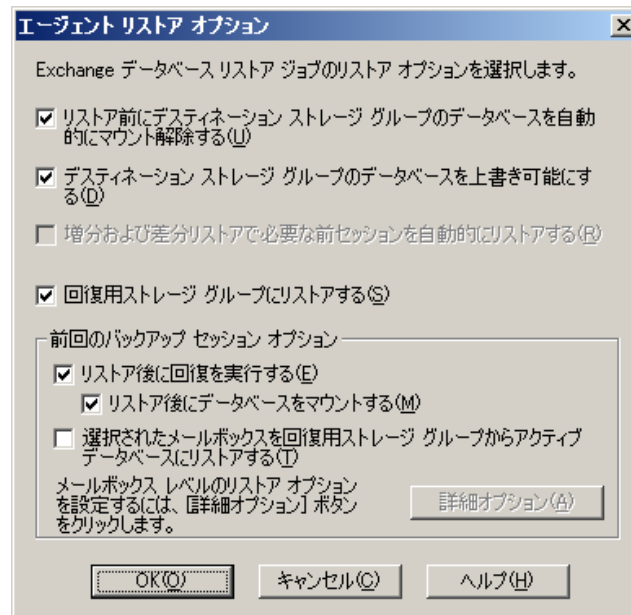 エージェント リストア オプション
Exchange データベース リストア ジョブのリストア オプションを選択します。
リストア前にデスティネーション ストレージ グループのデータベースを自動
的にマウント解除する(U)
デスティネーション ストレージ グループのデータベースを上書き可能にす
る(D)
増分および差分リストアで必要な前セッションを自動的にリストアする(R)
回復用ストレージ グループにリストアする(S)
前回のバックアップ セッション オプション
リストア後に回復を実行する(E)
リストア後にデータベースをマウントする(M)
選択されたメールボックスを回復用ストレージ グループからアクティブ
データベースにリストアする(T)
メールボックス レベルのリストア オプション
を設定するには、[詳細オプション] ボタン
をクリックします。
詳細オプション(A)
OK(O)
キャンセル(C)
ヘルプ(H)